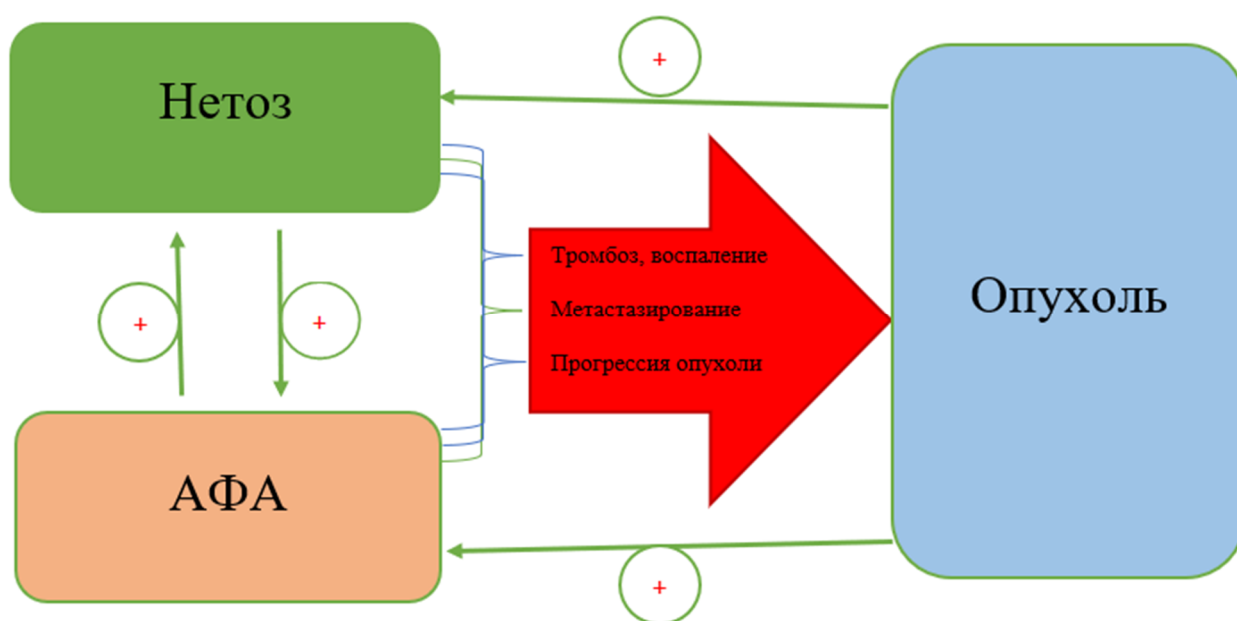 +
Нетоз
+
+
Тромбоз, воспаление
Метастазирование
Прогрессия опухоли
Опухоль
АФА
+